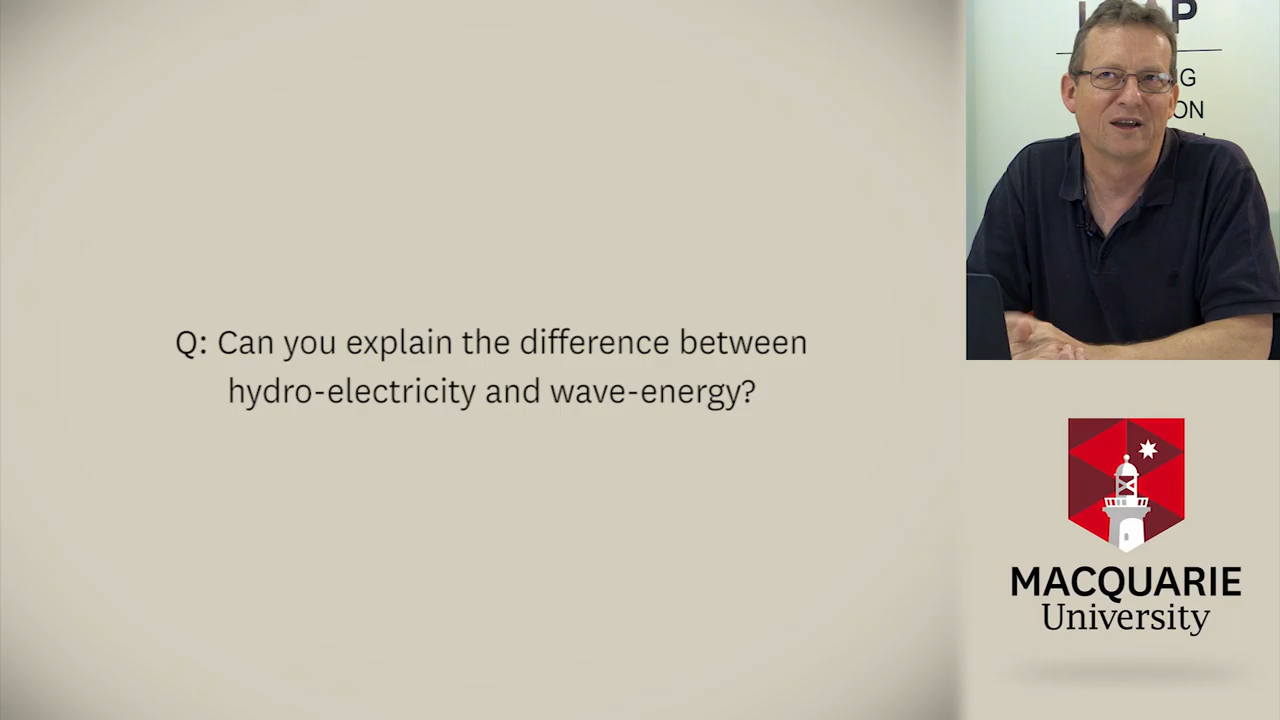 Q: Can you explain the difference between
hydro-electricity and wave-energy?
MACQUARIE
University